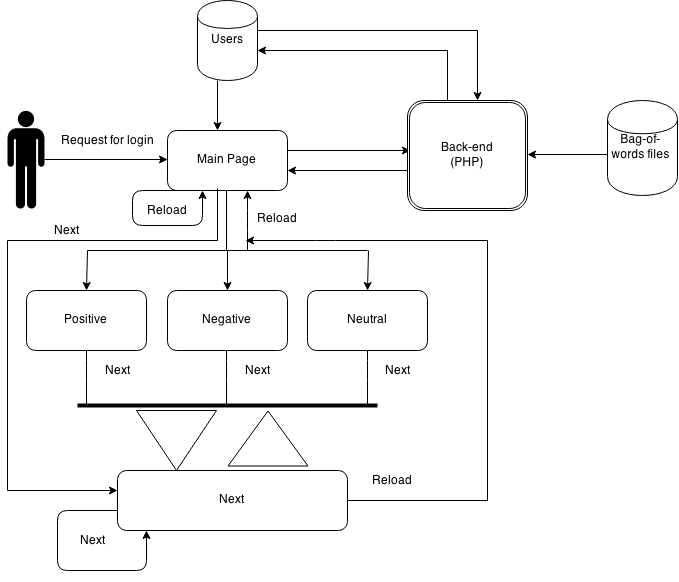 Users
Request for login
Main Page
Back-end
(PHP)
Bag-of-
words files
Reload
Reload
Next
Positive
Negative
Neutral
Next
Next
Next
Next
Reload
Next